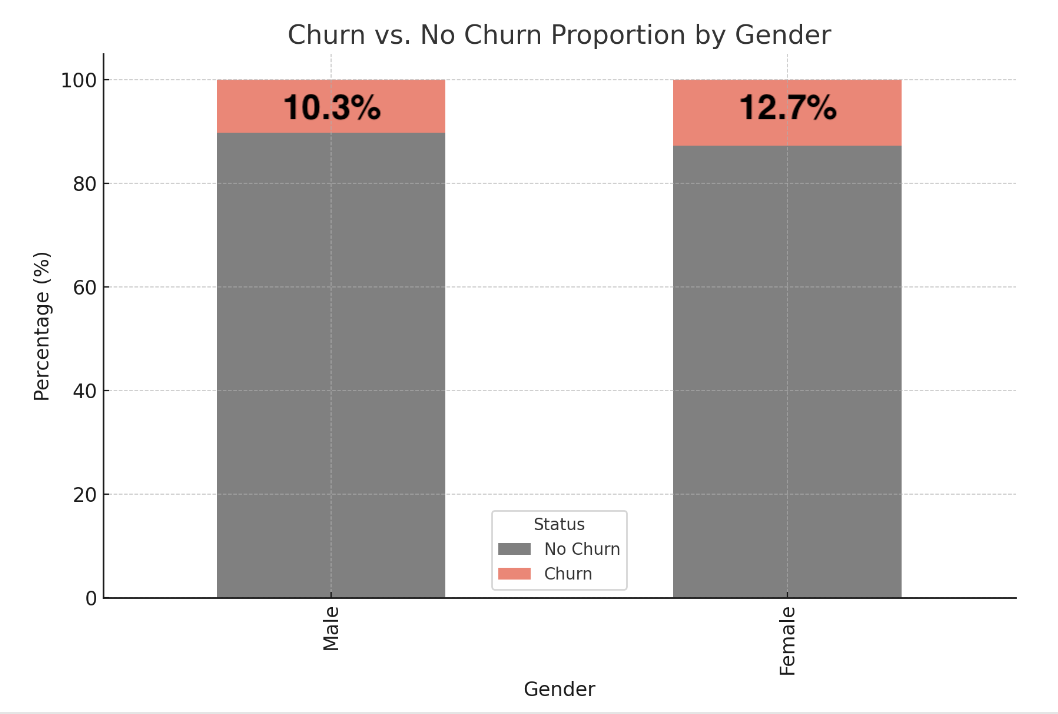 Churn vs. No Churn Proportion by Gender
Percentage (%)
100
80
60
40
20
0
10.3%
12.7%
Status
No Churn
Churn
Male
Female
Gender